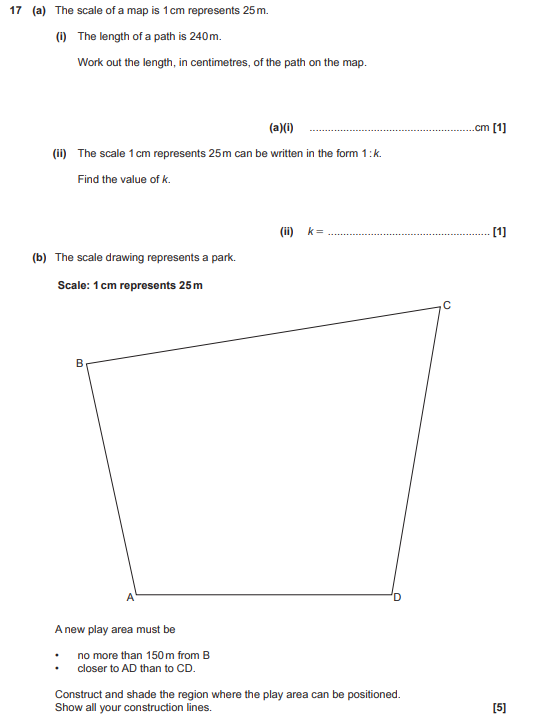 17 (a) The scale of a map is 1 cm represents 25 m.
(i) The length of a path is 240 m.
Work out the length, in centimetres, of the path on the map.
(a)(i) ....................................................cm [1]
(ii) The scale 1 cm represents 25 m can be written in the form 1 : k.
Find the value of k.
(ii) k = .................................................... [1]
(b) The scale drawing represents a park.
Scale: 1 cm represents 25 m
C
B
A
D
A new play area must be
• no more than 150 m from B
• closer to AD than to CD.
Construct and shade the region where the play area can be positioned.
Show all your construction lines. [5]